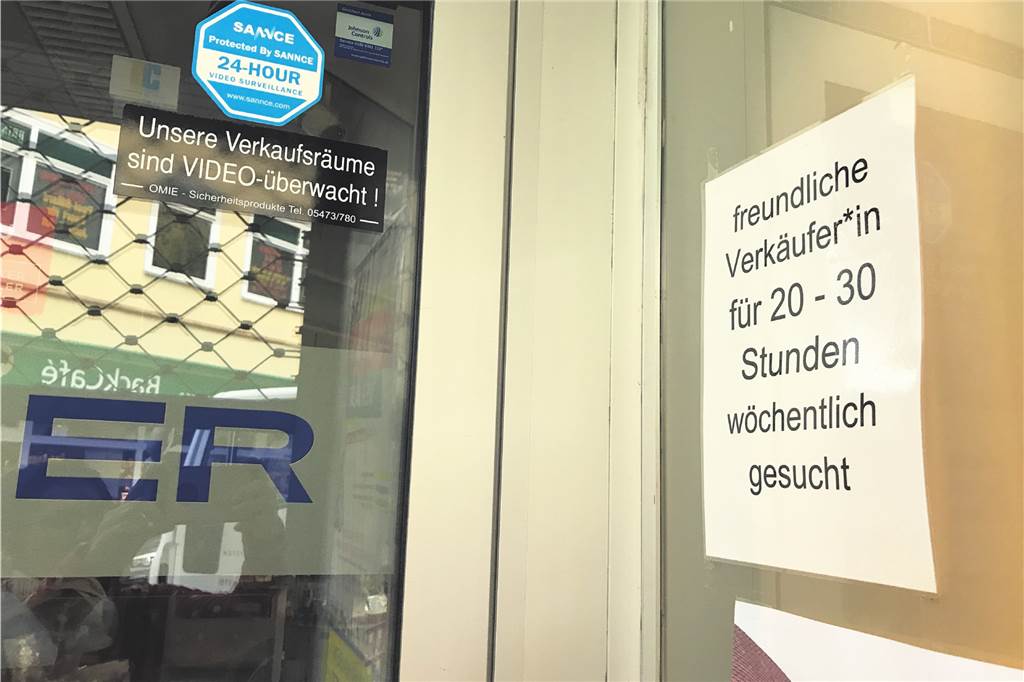 SANNCE
Protected By SANNCE
24-HOUR
VIDEO SURVEILLANCE
www.sannce.com
Johnson
Controls
Unsere Verkaufsräume
sind VIDEO-überwacht !
OMIE - Sicherheitsprodukte Tel. 05473/780
BackCafé
ER
freundliche
Verkäufer*in
für 20 - 30
Stunden
wöchentlich
gesucht